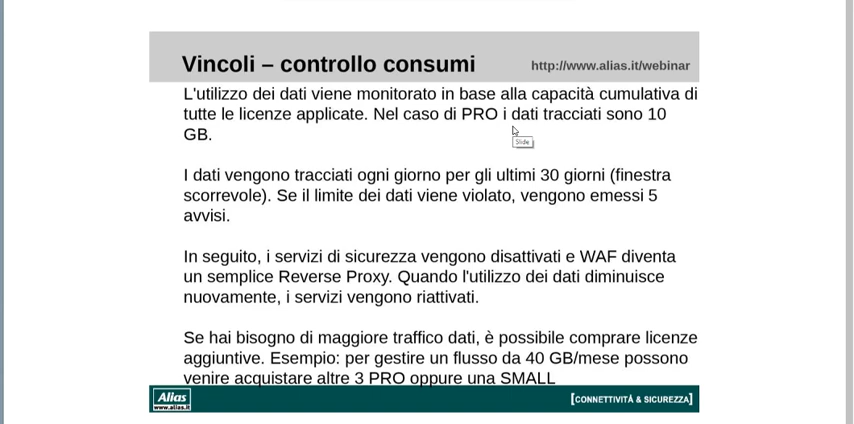 Vincoli – controllo consumi
http://www.alias.it/webinar
L'utilizzo dei dati viene monitorato in base alla capacità cumulativa di
tutte le licenze applicate. Nel caso di PRO i dati tracciati sono 10
GB.
Slide
I dati vengono tracciati ogni giorno per gli ultimi 30 giorni (finestra
scorrevole). Se il limite dei dati viene violato, vengono emessi 5
avvisi.
In seguito, i servizi di sicurezza vengono disattivati e WAF diventa
un semplice Reverse Proxy. Quando l'utilizzo dei dati diminuisce
nuovamente, i servizi vengono riattivati.
Se hai bisogno di maggiore traffico dati, è possibile comprare licenze
aggiuntive. Esempio: per gestire un flusso da 40 GB/mese possono
venire acquistare altre 3 PRO oppure una SMALL
Alias
www.alias.it
[CONNETTIVITÁ & SICUREZZA]